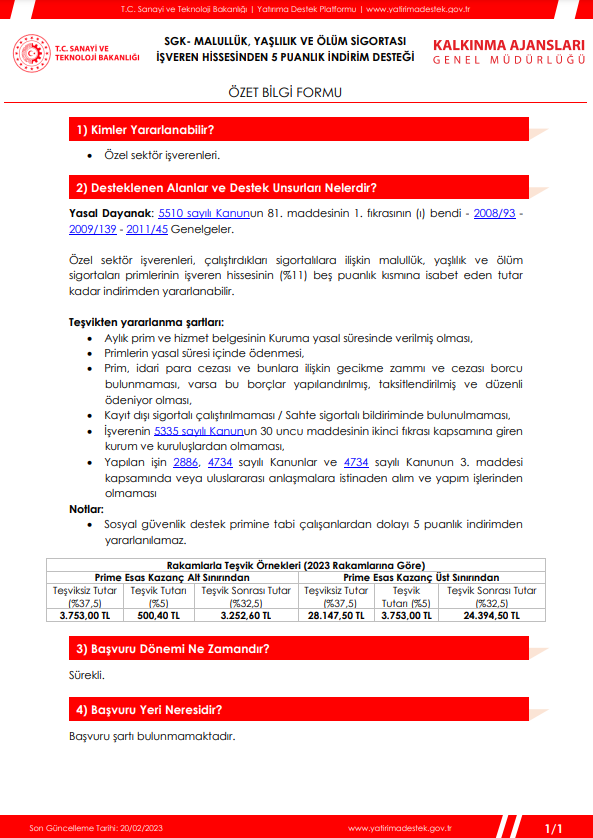 T.C. Sanayi ve Teknoloji Bakanlığı | Yatırıma Destek Platformu | www.yatirimadestek.gov.tr
T.C. SANAYİ VE
TEKNOLOJİ BAKANLIĞI
SGK- MALULLÜK, YAŞLILIK VE ÖLÜM SİGORTASI
İŞVEREN HİSSESİNDEN 5 PUANLIK İNDİRİM DESTEĞİ
KALKINMA AJANSLARI
GENEL MÜDÜRLÜĞÜ
ÖZET BİLGİ FORMU
1) Kimler Yararlanabilir?
• Özel sektör işverenleri.
2) Desteklenen Alanlar ve Destek Unsurları Nelerdir?
Yasal Dayanak: 5510 sayılı Kanunun 81. maddesinin 1. fıkrasının (ı) bendi - 2008/93 -
2009/139 - 2011/45 Genelgeler.
Özel sektör işverenleri, çalıştırdıkları sigortalılara ilişkin malullük, yaşlılık ve ölüm
sigortaları primlerinin işveren hissesinin (%11) beş puanlık kısmına isabet eden tutar
kadar indirimden yararlanabilir.
Teşvikten yararlanma şartları:
• Aylık prim ve hizmet belgesinin Kuruma yasal süresinde verilmiş olması,
• Primlerin yasal süresi içinde ödenmesi,
• Prim, idari para cezası ve bunlara ilişkin gecikme zammı ve cezası borcu
bulunmaması, varsa bu borçlar yapılandırılmış, taksitlendirilmiş ve düzenli
ödeniyor olması,
• Kayıt dışı sigortalı çalıştırılmaması / Sahte sigortalı bildiriminde bulunulmaması,
• İşverenin 5335 sayılı Kanunun 30 uncu maddesinin ikinci fıkrası kapsamına giren
kurum ve kuruluşlardan olmaması,
• Yapılan işin 2886, 4734 sayılı Kanunlar ve 4734 sayılı Kanunun 3. maddesi
kapsamında veya uluslararası anlaşmalara istinaden alım ve yapım işlerinden
olmaması
Notlar:
• Sosyal güvenlik destek primine tabi çalışanlardan dolayı 5 puanlık indirimden
yararlanılamaz.
Rakamlarla Teşvik Örnekleri (2023 Rakamlarına Göre)
Prime Esas Kazanç Alt Sınırından Prime Esas Kazanç Üst Sınırından
Teşviksiz Tutar Teşvik Tutarı Teşvik Sonrası Tutar Teşviksiz Tutar Teşvik Teşvik Sonrası Tutar
(%37,5) (%5) (%32,5) (%37,5) Tutarı (%5) (%32,5)
3.753,00 TL 500,40 TL 3.252,60 TL 28.147,50 TL 3.753,00 TL 24.394,50 TL
3) Başvuru Dönemi Ne Zamandır?
Sürekli.
4) Başvuru Yeri Neresidir?
Başvuru şartı bulunmamaktadır.
Son Güncelleme Tarihi: 20/02/2023 www.yatirimadestek.gov.tr 1/1